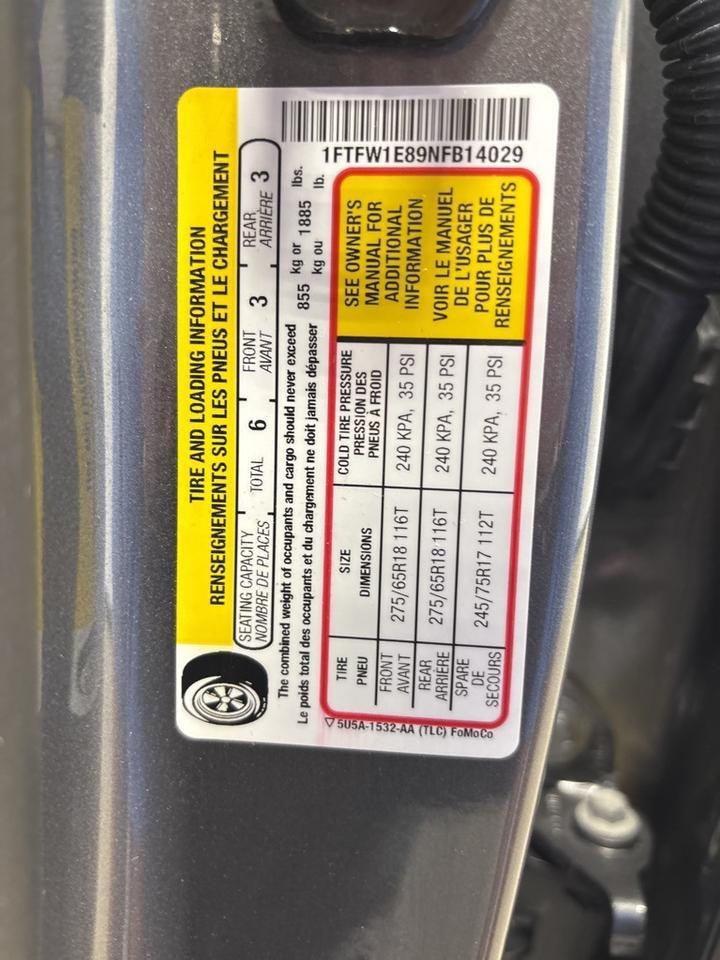 TIRE AND LOADING INFORMATION
RENSEIGNEMENTS SUR LES PNEUS ET LE CHARGEMENT
SEATING CAPACITY
NOMBRE DE PLACES
TOTAL 6
FRONT
AVANT
3
REAR
ARRIÈRE
3
The combined weight of occupants and cargo should never exceed 855 kg or 1885 lbs.
Le poids total des occupants et du chargement ne doit jamais dépasser kg ou lb.
TIRE
PNEU
SIZE
DIMENSIONS
COLD TIRE PRESSURE
PRESSION DES
PNEUS À FROID
FRONT
AVANT
275/65R18 116T
240 KPA, 35 PSI
REAR
ARRIÈRE
275/65R18 116T
240 KPA, 35 PSI
SPARE
DE
SECOURS
245/75R17 112T
240 KPA, 35 PSI
SEE OWNER'S
MANUAL FOR
ADDITIONAL
INFORMATION
VOIR LE MANUEL
DE L'USAGER
POUR PLUS DE
RENSEIGNEMENTS
5U5A-1532-AA (TLC) FoMoCo
1FTFW1E89NFB14029